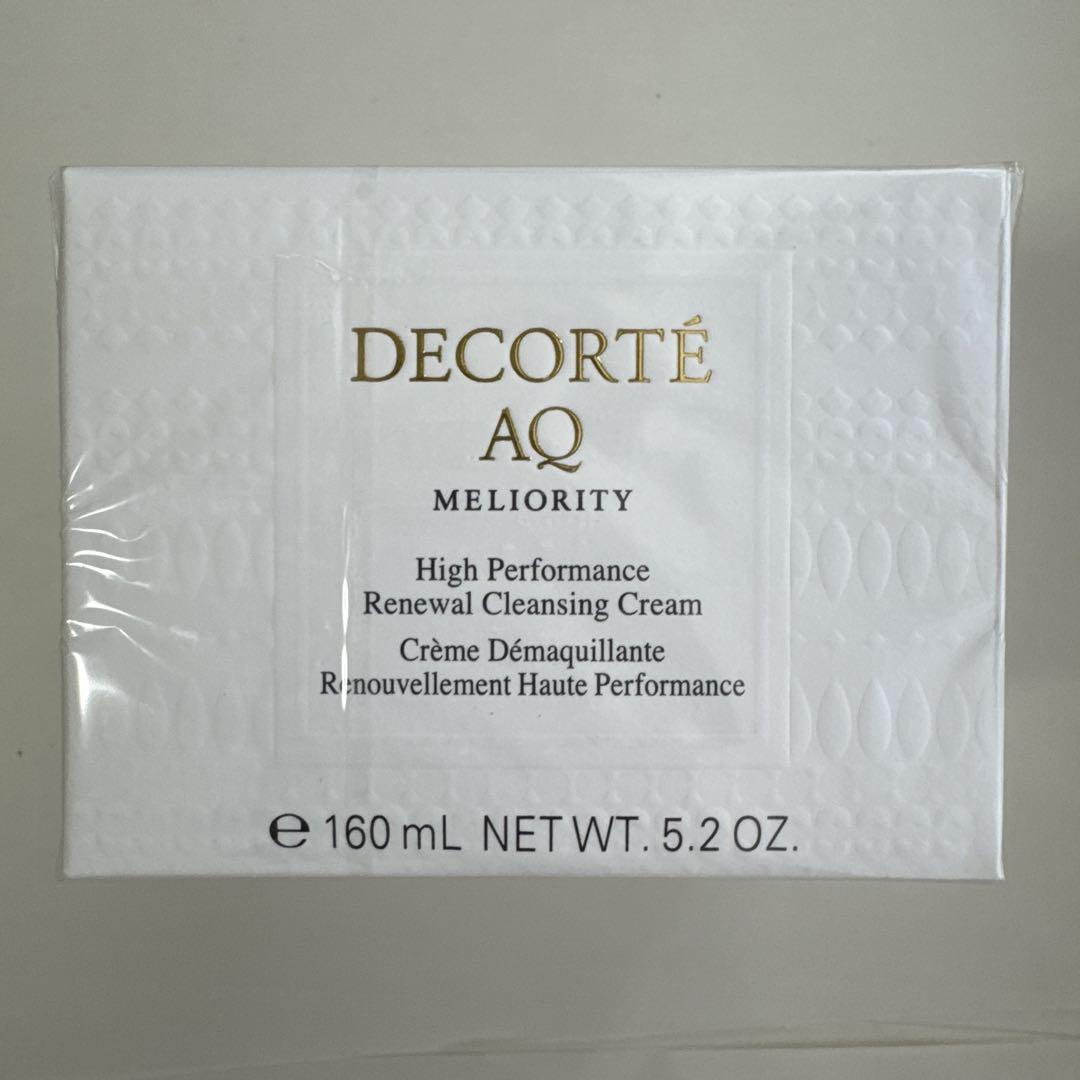 DECORTÉ
AQ
MELIORITY
High Performance
Renewal Cleansing Cream
Crème Démaquillante
Renouvellement Haute Performance
℮ 160 mL NET WT. 5.2 OZ.